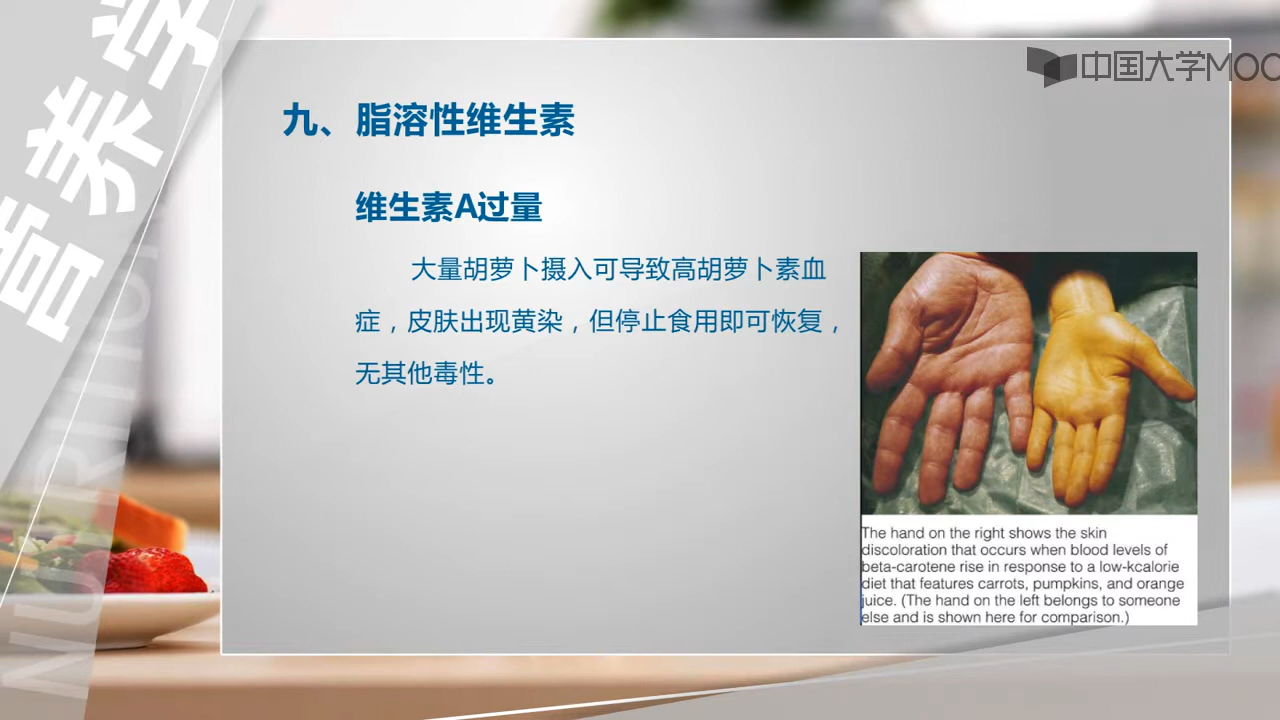 营养学
NUTRITION
中国大学MOOC
九、脂溶性维生素
维生素A过量
大量胡萝卜摄入可导致高胡萝卜素血
症，皮肤出现黄染，但停止食用即可恢复，
无其他毒性。
The hand on the right shows the skin
discoloration that occurs when blood levels of
beta-carotene rise in response to a low-kcalorie
diet that features carrots, pumpkins, and orange
juice. (The hand on the left belongs to someone
else and is shown here for comparison.)